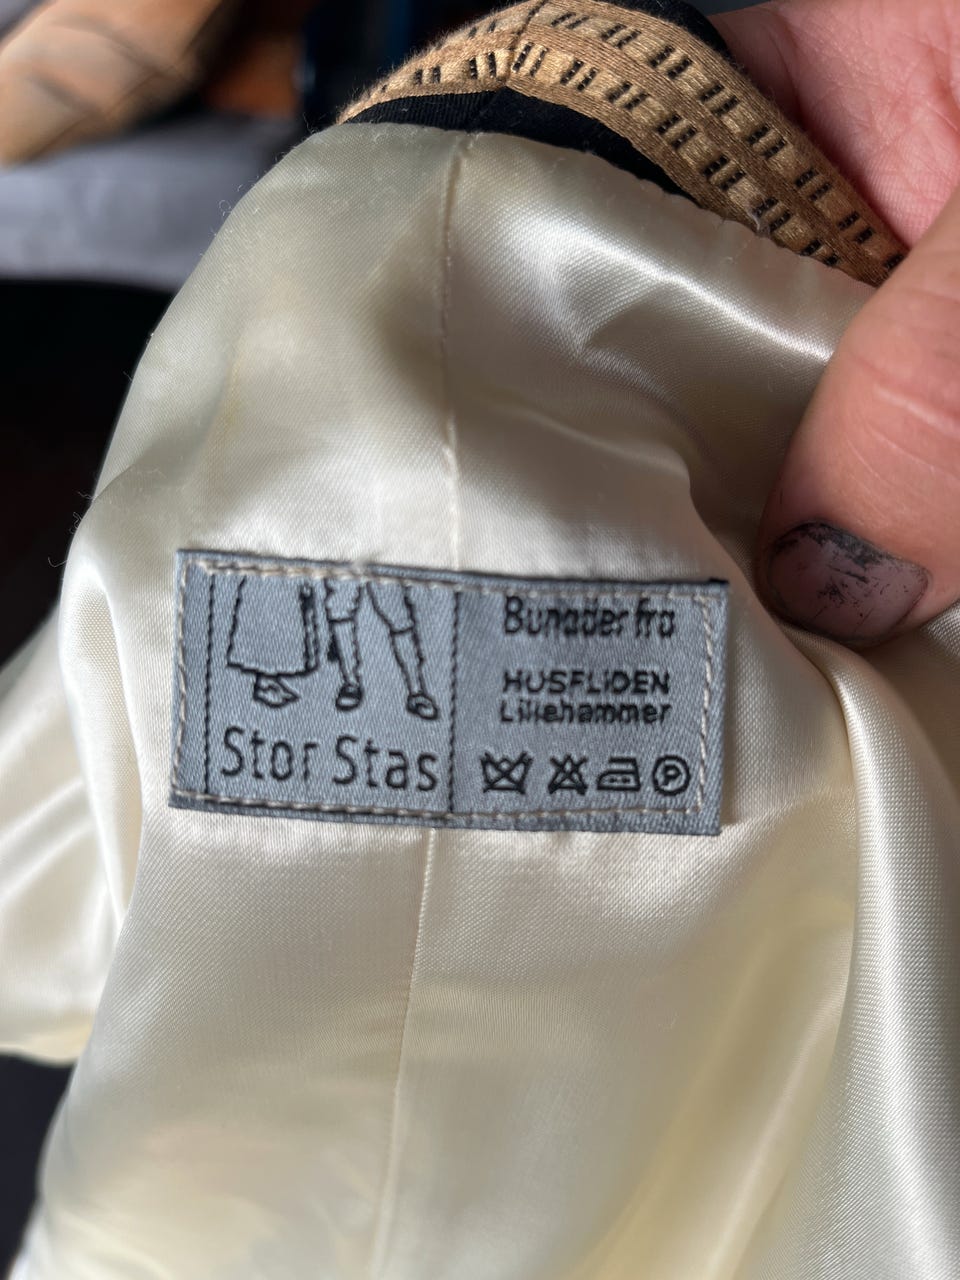 Stor Stas
Bunader fra
HUSFLIDEN
Lillehammer
P